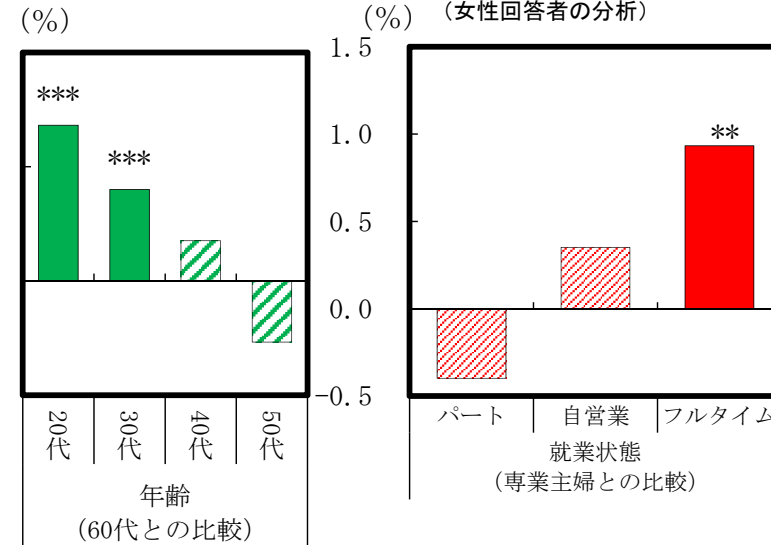 (%)
***
***
20代
30代
40代
50代
年齢
(60代との比較)
(%)
(女性回答者の分析)
1.5
1.0
0.5
0.0
-0.5
**
パート
自営業
フルタイム
就業状態
(専業主婦との比較)